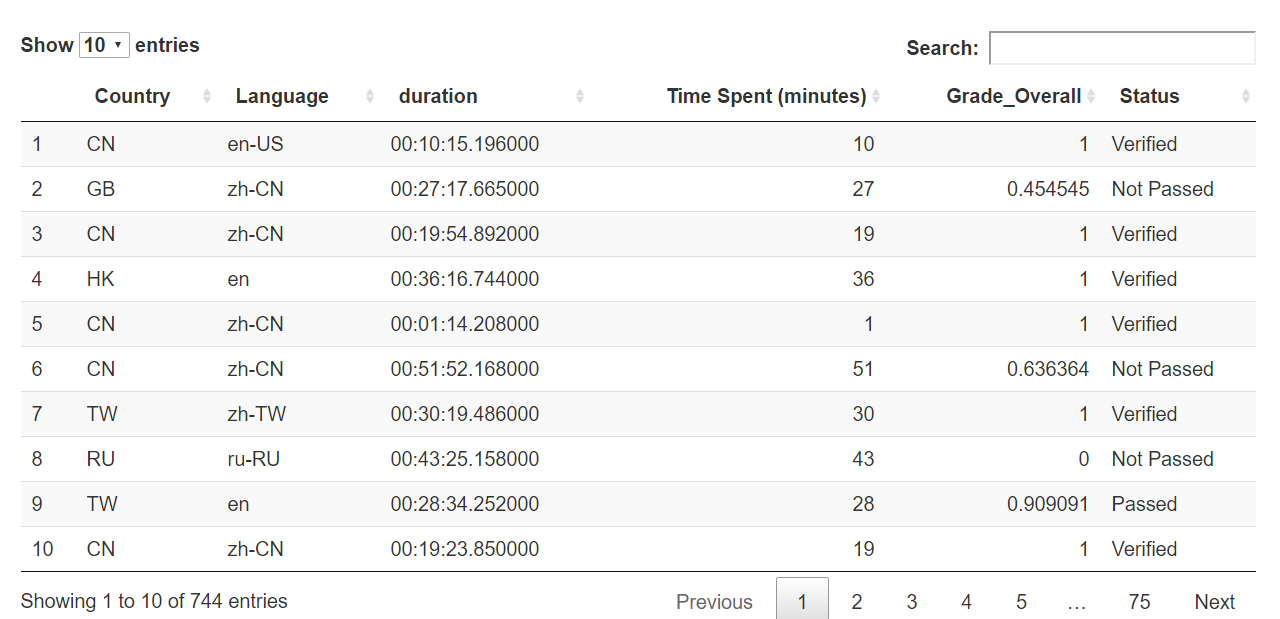 Show 10 entries Search:
Country Language duration Time Spent (minutes) Grade_Overall Status
1 CN en-US 00:10:15.196000 10 1 Verified
2 GB zh-CN 00:27:17.665000 27 0.454545 Not Passed
3 CN zh-CN 00:19:54.892000 19 1 Verified
4 HK en 00:36:16.744000 36 1 Verified
5 CN zh-CN 00:01:14.208000 1 1 Verified
6 CN zh-CN 00:51:52.168000 51 0.636364 Not Passed
7 TW zh-TW 00:30:19.486000 30 1 Verified
8 RU ru-RU 00:43:25.158000 43 0 Not Passed
9 TW en 00:28:34.252000 28 0.909091 Passed
10 CN zh-CN 00:19:23.850000 19 1 Verified
Showing 1 to 10 of 744 entries Previous 1 2 3 4 5 … 75 Next